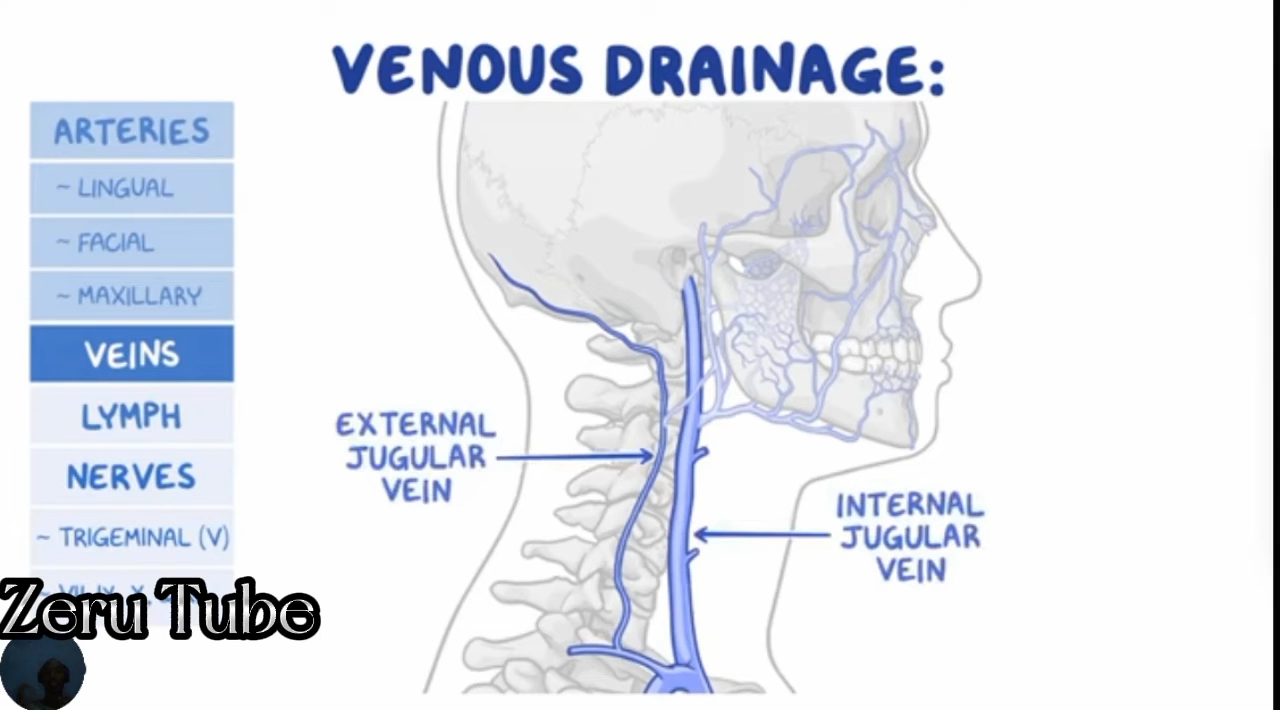 VENOUS DRAINAGE:
ARTERIES
~ LINGUAL
~ FACIAL
~ MAXILLARY
VEINS
LYMPH
NERVES
~ TRIGEMINAL (V)
Zeru Tube
EXTERNAL
JUGULAR
VEIN
INTERNAL
JUGULAR
VEIN